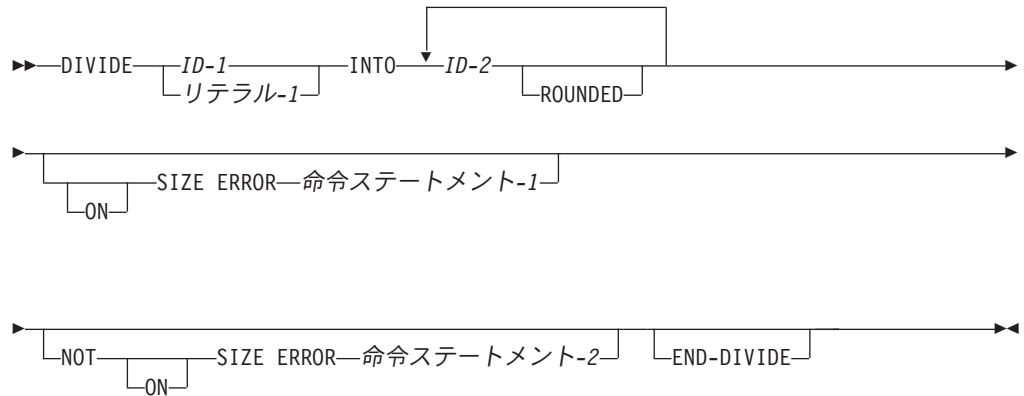 DIVIDE ID-1 INTO ID-2
リテラル-1 ROUNDED
SIZE ERROR 命令ステートメント-1
ON
NOT SIZE ERROR 命令ステートメント-2 END-DIVIDE
ON